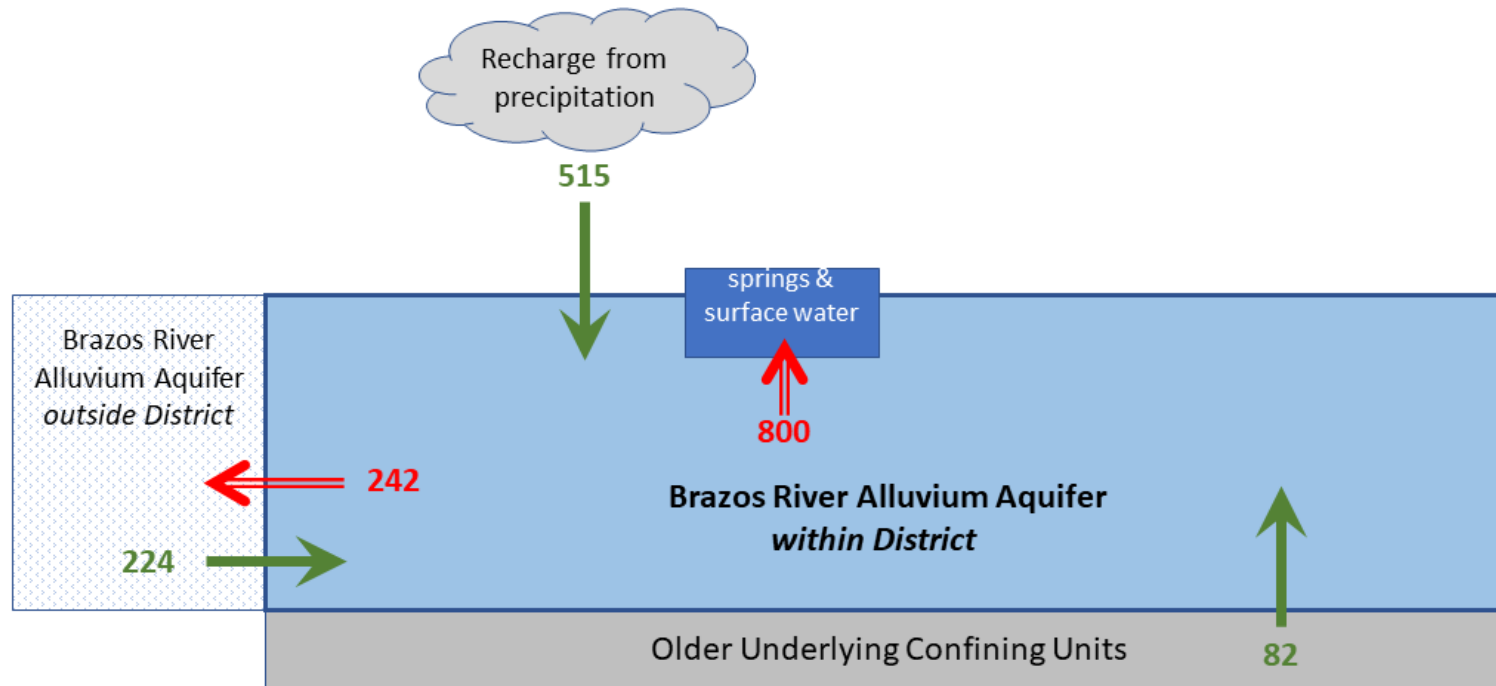 Recharge from
precipitation
515
springs &
surface water
800
Brazos River
Alluvium Aquifer
outside District
242
224
Brazos River Alluvium Aquifer
within District
Older Underlying Confining Units
82